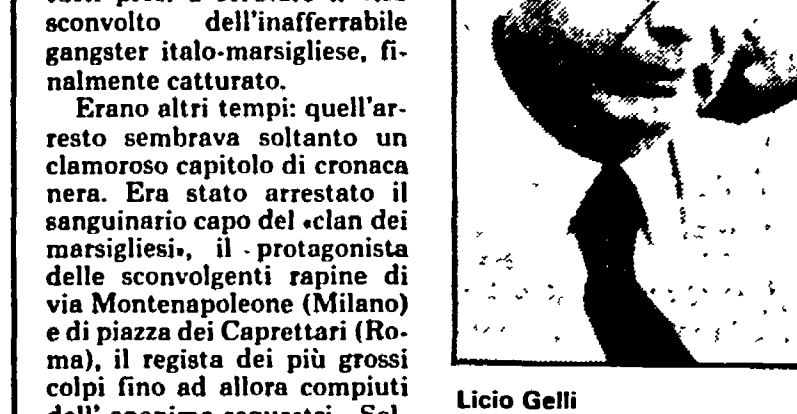 sconvolto dell'inafferrabile
gangster italo-marsigliese, fi-
nalmente catturato.
Erano altri tempi: quell'ar-
resto sembrava soltanto un
clamoroso capitolo di cronaca
nera. Era stato arrestato il
sanguinario capo del «clan dei
marsigliesi», il protagonista
delle sconvolgenti rapine di
via Montenapoleone (Milano)
e di piazza dei Caprettari (Ro-
ma), il regista dei più grossi
colpi fino ad allora compiuti
Licio Gelli